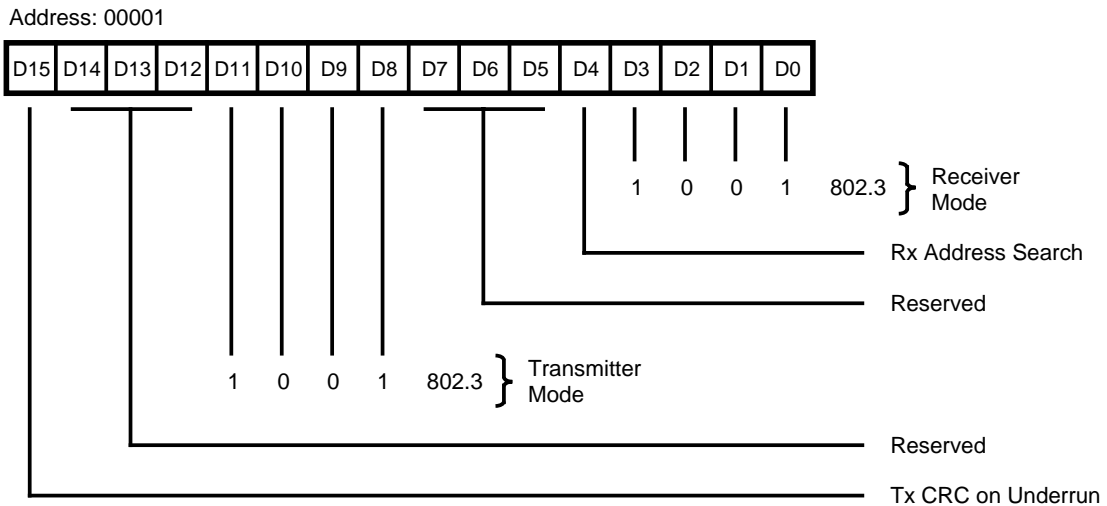 Address: 00001
D15 D14 D13 D12 D11 D10 D9 D8 D7 D6 D5 D4 D3 D2 D1 D0
1 0 0 1 802.3 Receiver
Mode
Rx Address Search
Reserved
1 0 0 1 802.3 Transmitter
Mode
Reserved
Tx CRC on Underrun